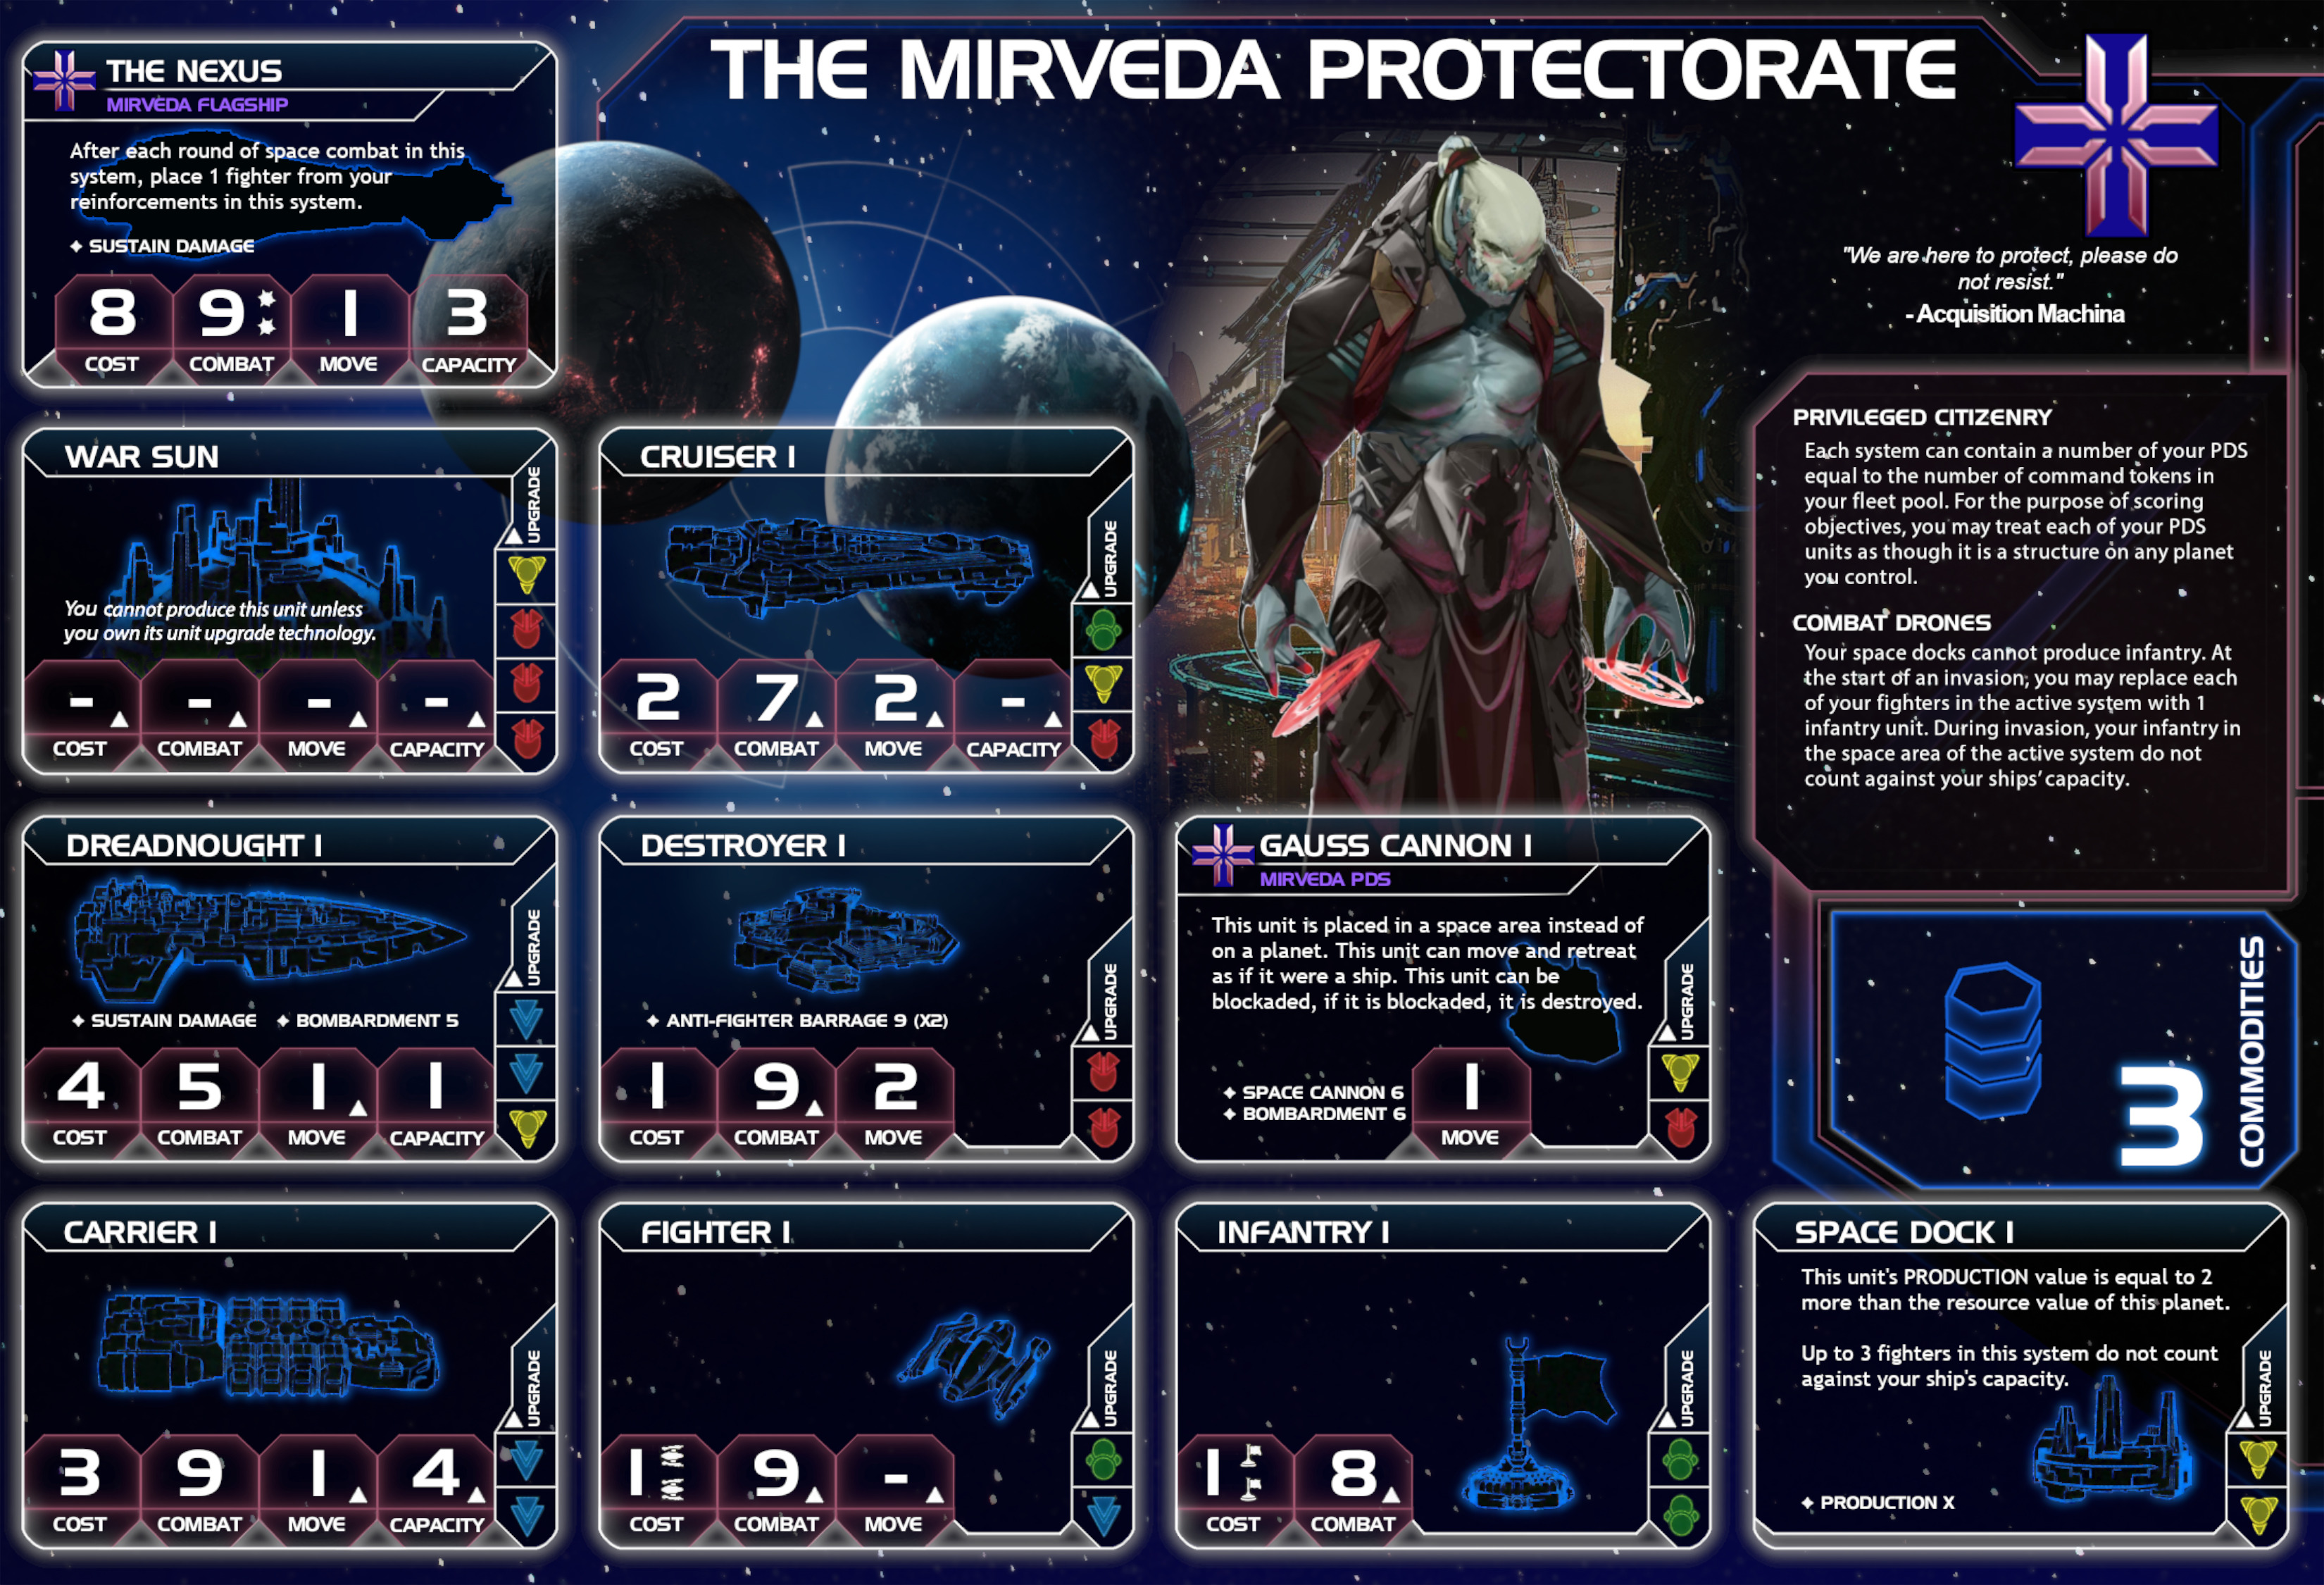 THE MIRVEDA PROTECTORATE
THE NEXUS
MIRVEDA FLAGSHIP
After each round of space combat in this
system, place 1 fighter from your
reinforcements in this system.
SUSTAIN DAMAGE
8 9 1 3
COST COMBAT MOVE CAPACITY
"We are here to protect, please do
not resist."
- Acquisition Machina
PRIVILEGED CITIZENRY
Each system can contain a number of your PDS
equal to the number of command tokens in
your fleet pool. For the purpose of scoring
objectives, you may treat each of your PDS
units as though it is a structure on any planet
you control.
COMBAT DRONES
Your space docks cannot produce infantry. At
the start of an invasion, you may replace each
of your fighters in the active system with 1
infantry unit. During invasion, your infantry in
the space area of the active system do not
count against your ships' capacity.
WAR SUN
UPGRADE
You cannot produce this unit unless
you own its unit upgrade technology.
- - - -
COST COMBAT MOVE CAPACITY
CRUISER I
UPGRADE
2 7 2 -
COST COMBAT MOVE CAPACITY
DREADNOUGHT I
UPGRADE
SUSTAIN DAMAGE BOMBARDMENT 5
4 5 1 1
COST COMBAT MOVE CAPACITY
DESTROYER I
UPGRADE
ANTI-FIGHTER BARRAGE 9 (X2)
1 9 2
COST COMBAT MOVE
GAUSS CANNON I
MIRVEDA PDS
This unit is placed in a space area instead of
on a planet. This unit can move and retreat
as if it were a ship. This unit can be
blockaded, if it is blockaded, it is destroyed.
UPGRADE
SPACE CANNON 6
BOMBARDMENT 6
1
MOVE
3
COMMODITIES
CARRIER I
UPGRADE
3 9 1 4
COST COMBAT MOVE CAPACITY
FIGHTER I
UPGRADE
1 9 -
COST COMBAT MOVE
INFANTRY I
UPGRADE
1 8
COST COMBAT
SPACE DOCK I
This unit's PRODUCTION value is equal to 2
more than the resource value of this planet.
Up to 3 fighters in this system do not count
against your ship's capacity.
UPGRADE
PRODUCTION X